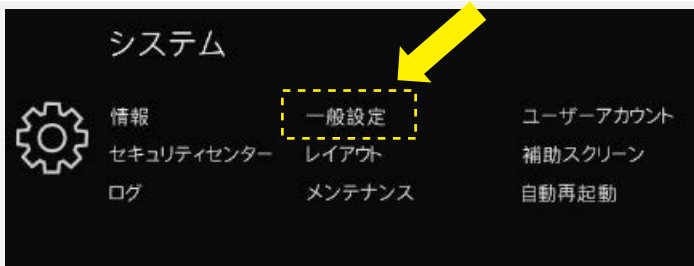 システム
情報 一般設定 ユーザーアカウント
セキュリティセンター レイアウト 補助スクリーン
ログ メンテナンス 自動再起動